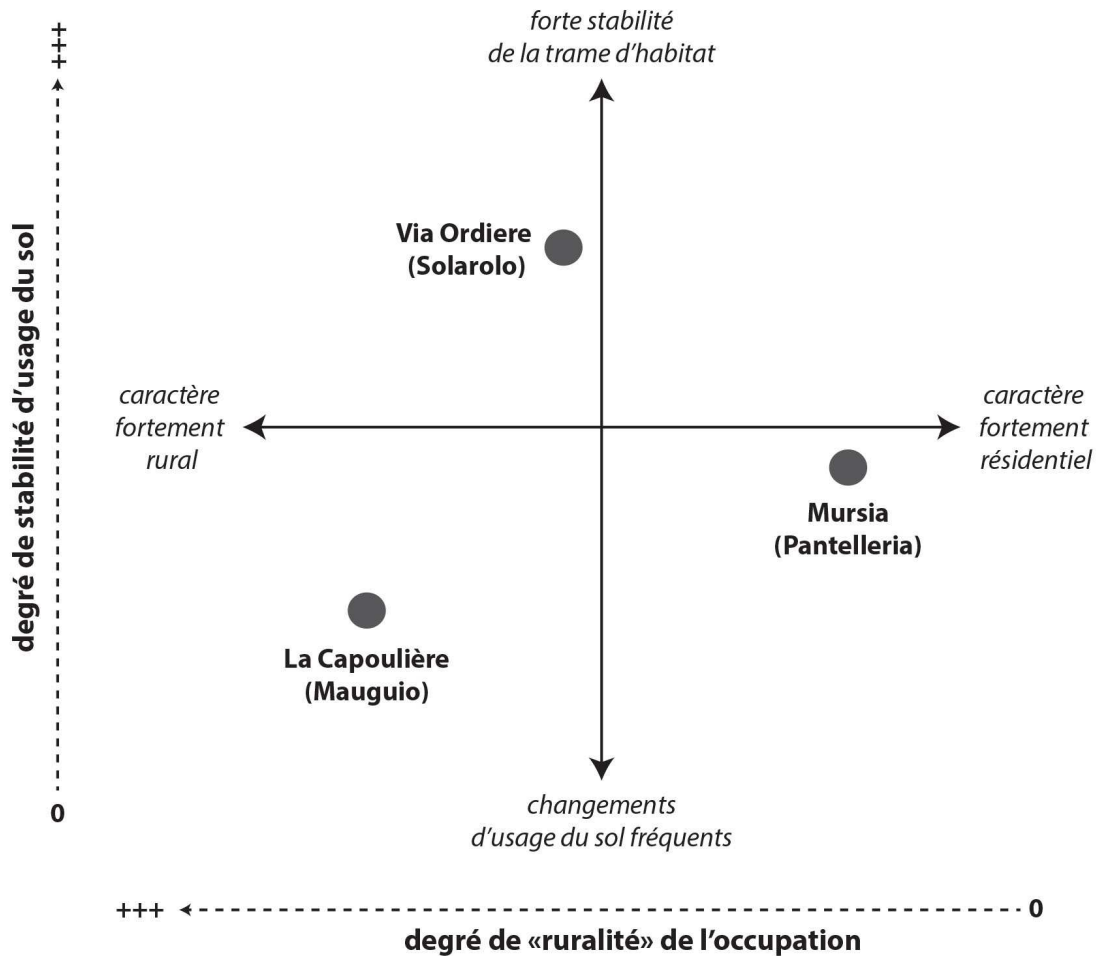 +++
forte stabilité
de la trame d'habitat
degré de stabilité d'usage du sol
Via Ordiere
(Solarolo)
caractère
fortement
rural
caractère
fortement
résidentiel
Mursia
(Pantelleria)
La Capoulière
(Mauguio)
0
changements
d'usage du sol fréquents
+++
0
degré de «ruralité» de l'occupation